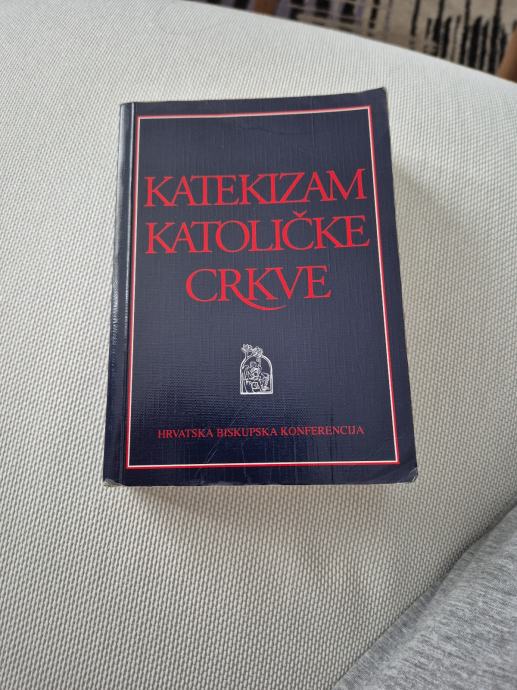 KATEKIZAM
KATOLIČKE
CRKVE
HRVATSKA BISKUPSKA KONFERENCIJA